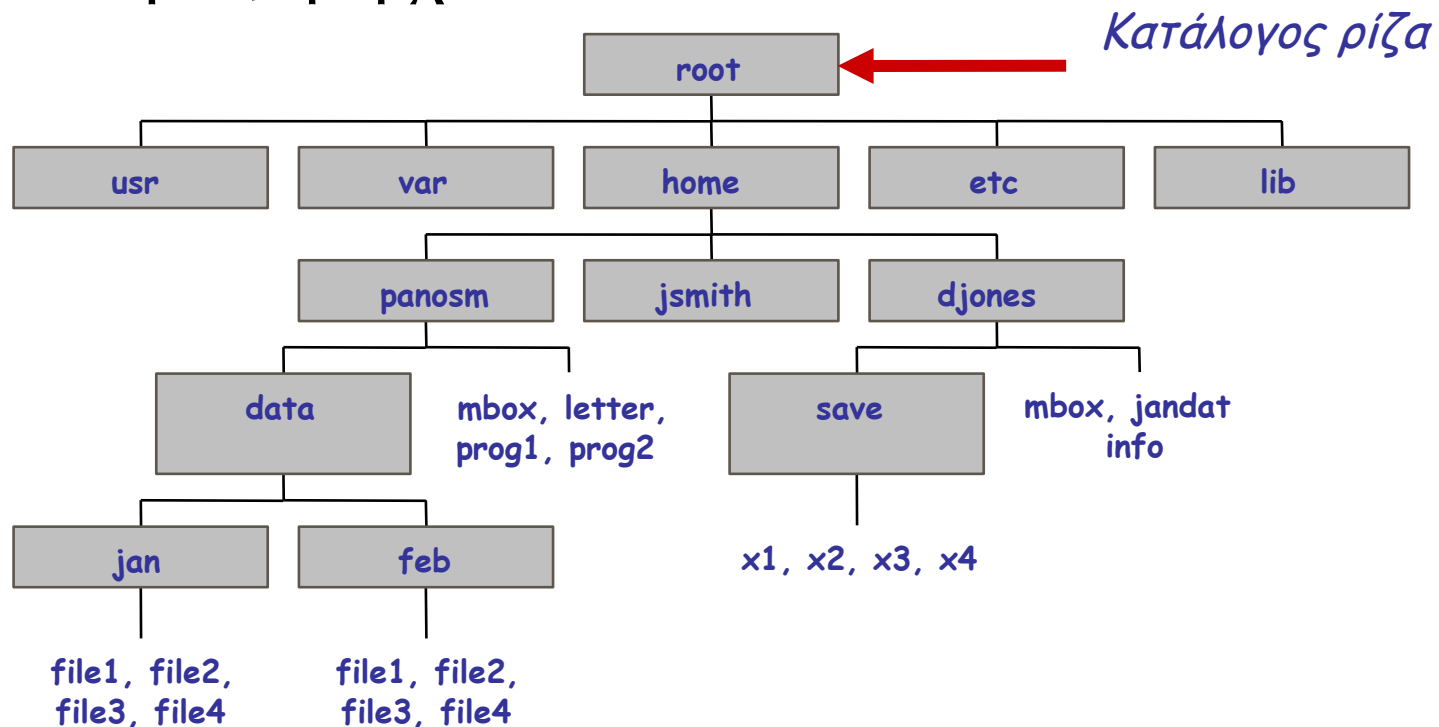 Κατάλογος ρίζα
root
usr
var
home
etc
lib
panosm
jsmith
djones
data
mbox, letter,
prog1, prog2
save
mbox, jandat
info
jan
feb
x1, x2, x3, x4
file1, file2,
file3, file4
file1, file2,
file3, file4